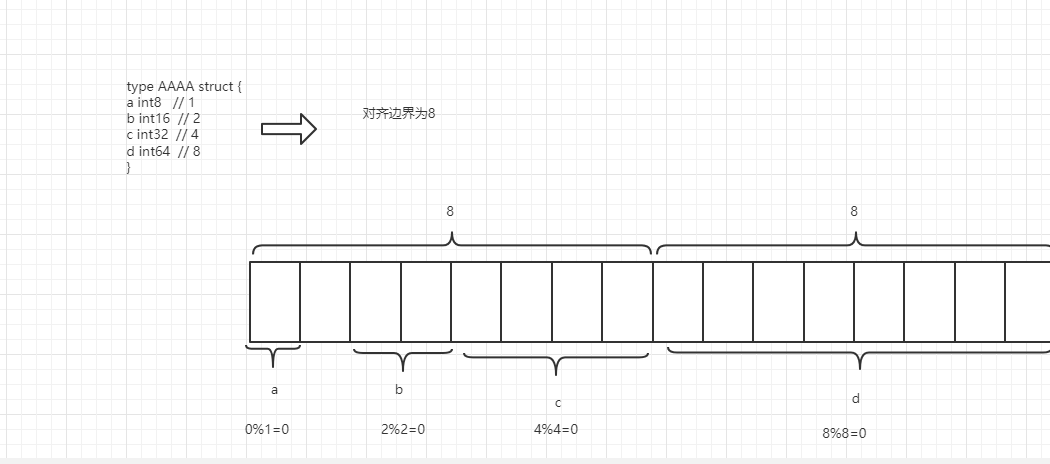 type AAAA struct {
a int8 // 1
b int16 // 2
c int32 // 4
d int64 // 8
}
对齐边界为8
8
8
a
b
c
d
0%1=0
2%2=0
4%4=0
8%8=0